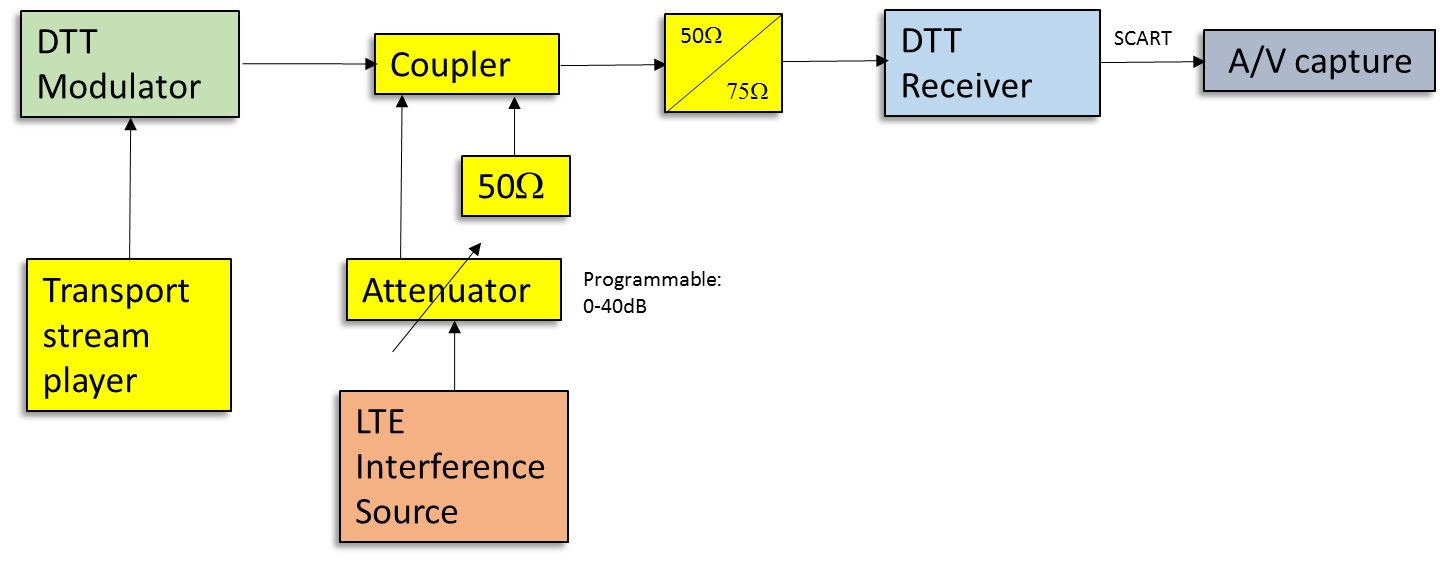 DTT
Modulator
Coupler
50Ω
75Ω
DTT
Receiver
SCART
A/V capture
50Ω
Transport
stream
player
Attenuator
Programmable:
0-40dB
LTE
Interference
Source